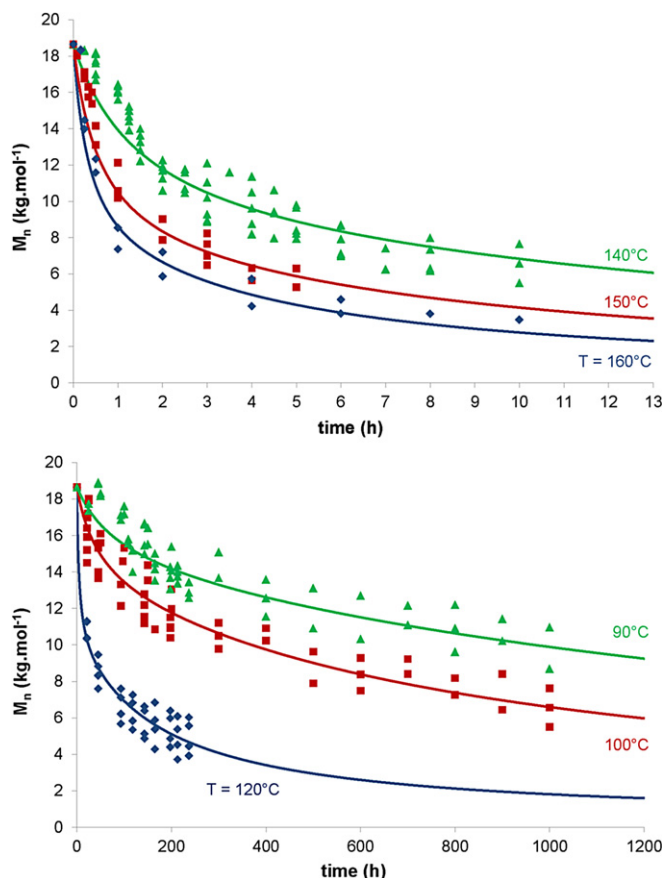 20
18
16
14
12
10
8
6
4
2
0
Mn (kg.mol-1)
140°C
150°C
T = 160°C
0 1 2 3 4 5 6 7 8 9 10 11 12 13
time (h)
20
18
16
14
12
10
8
6
4
2
0
Mn (kg.mol-1)
90°C
100°C
T = 120°C
0 200 400 600 800 1000 1200
time (h)